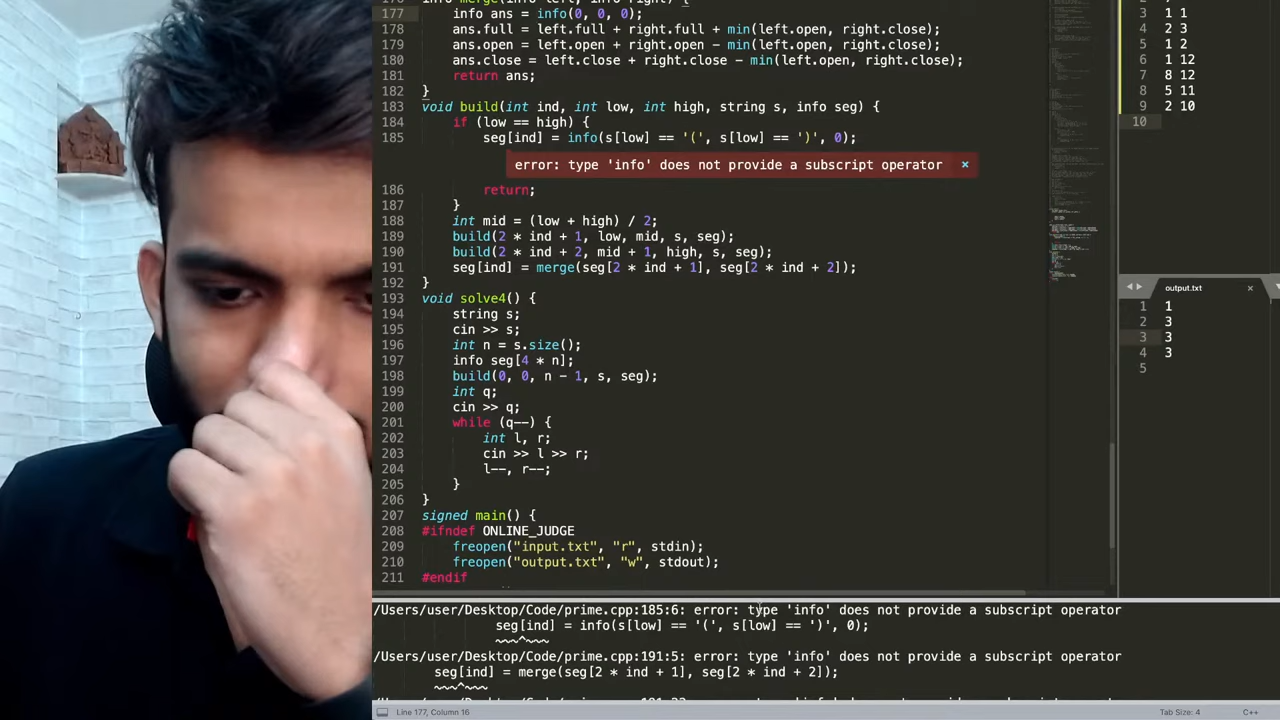 177 info ans = info(0, 0, 0);
178 ans.full = left.full + right.full + min(left.open, right.close);
179 ans.open = left.open + right.open - min(left.open, right.close);
180 ans.close = left.close + right.close - min(left.open, right.close);
181 return ans;
182 }
183 void build(int ind, int low, int high, string s, info seg) {
184 if (low == high) {
185 seg[ind] = info(s[low] == '(', s[low] == ')', 0);
error: type 'info' does not provide a subscript operator ×
186 return;
187 }
188 int mid = (low + high) / 2;
189 build(2 * ind + 1, low, mid, s, seg);
190 build(2 * ind + 2, mid + 1, high, s, seg);
191 seg[ind] = merge(seg[2 * ind + 1], seg[2 * ind + 2]);
192 }
193 void solve4() {
194 string s;
195 cin >> s;
196 int n = s.size();
197 info seg[4 * n];
198 build(0, 0, n - 1, s, seg);
199 int q;
200 cin >> q;
201 while (q--) {
202 int l, r;
203 cin >> l >> r;
204 l--, r--;
205 }
206 }
207 signed main() {
208 #ifndef ONLINE_JUDGE
209 freopen("input.txt", "r", stdin);
210 freopen("output.txt", "w", stdout);
211 #endif
3 1 1
4 2 3
5 1 2
6 1 12
7 8 12
8 5 11
9 2 10
10
output.txt ×
1 1
2 3
3 3
4 3
5
/Users/user/Desktop/Code/prime.cpp:185:6: error: type 'info' does not provide a subscript operator
seg[ind] = info(s[low] == '(', s[low] == ')', 0);
~~~^~~~
/Users/user/Desktop/Code/prime.cpp:191:5: error: type 'info' does not provide a subscript operator
seg[ind] = merge(seg[2 * ind + 1], seg[2 * ind + 2]);
~~~^~~~
Line 177, Column 16
Tab Size: 4
C++